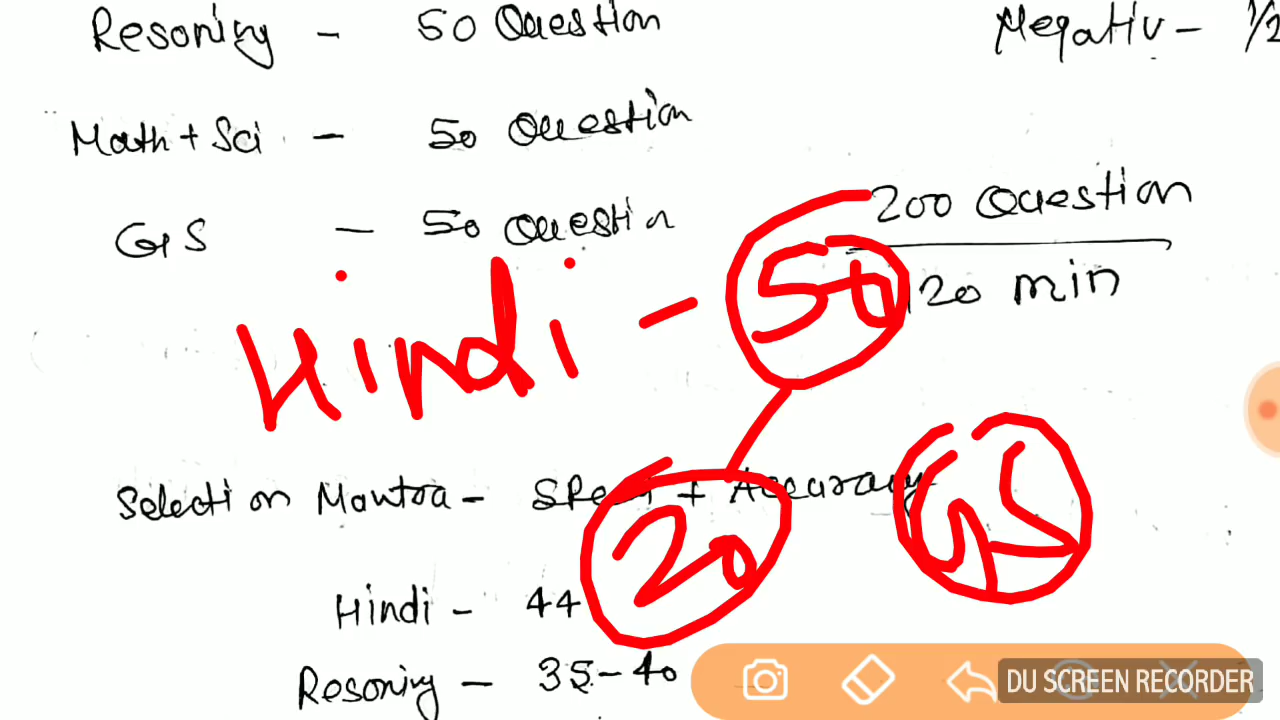 Resoning - 50 Question
Negativ - 1/2
Math + Sci - 50 Question
GS - 50 Question
200 Question
120 min
Hindi - 50
Selection Mantra - Speed + Accuracy
20
GS
Hindi - 44
Resoning - 35-40
DU SCREEN RECORDER